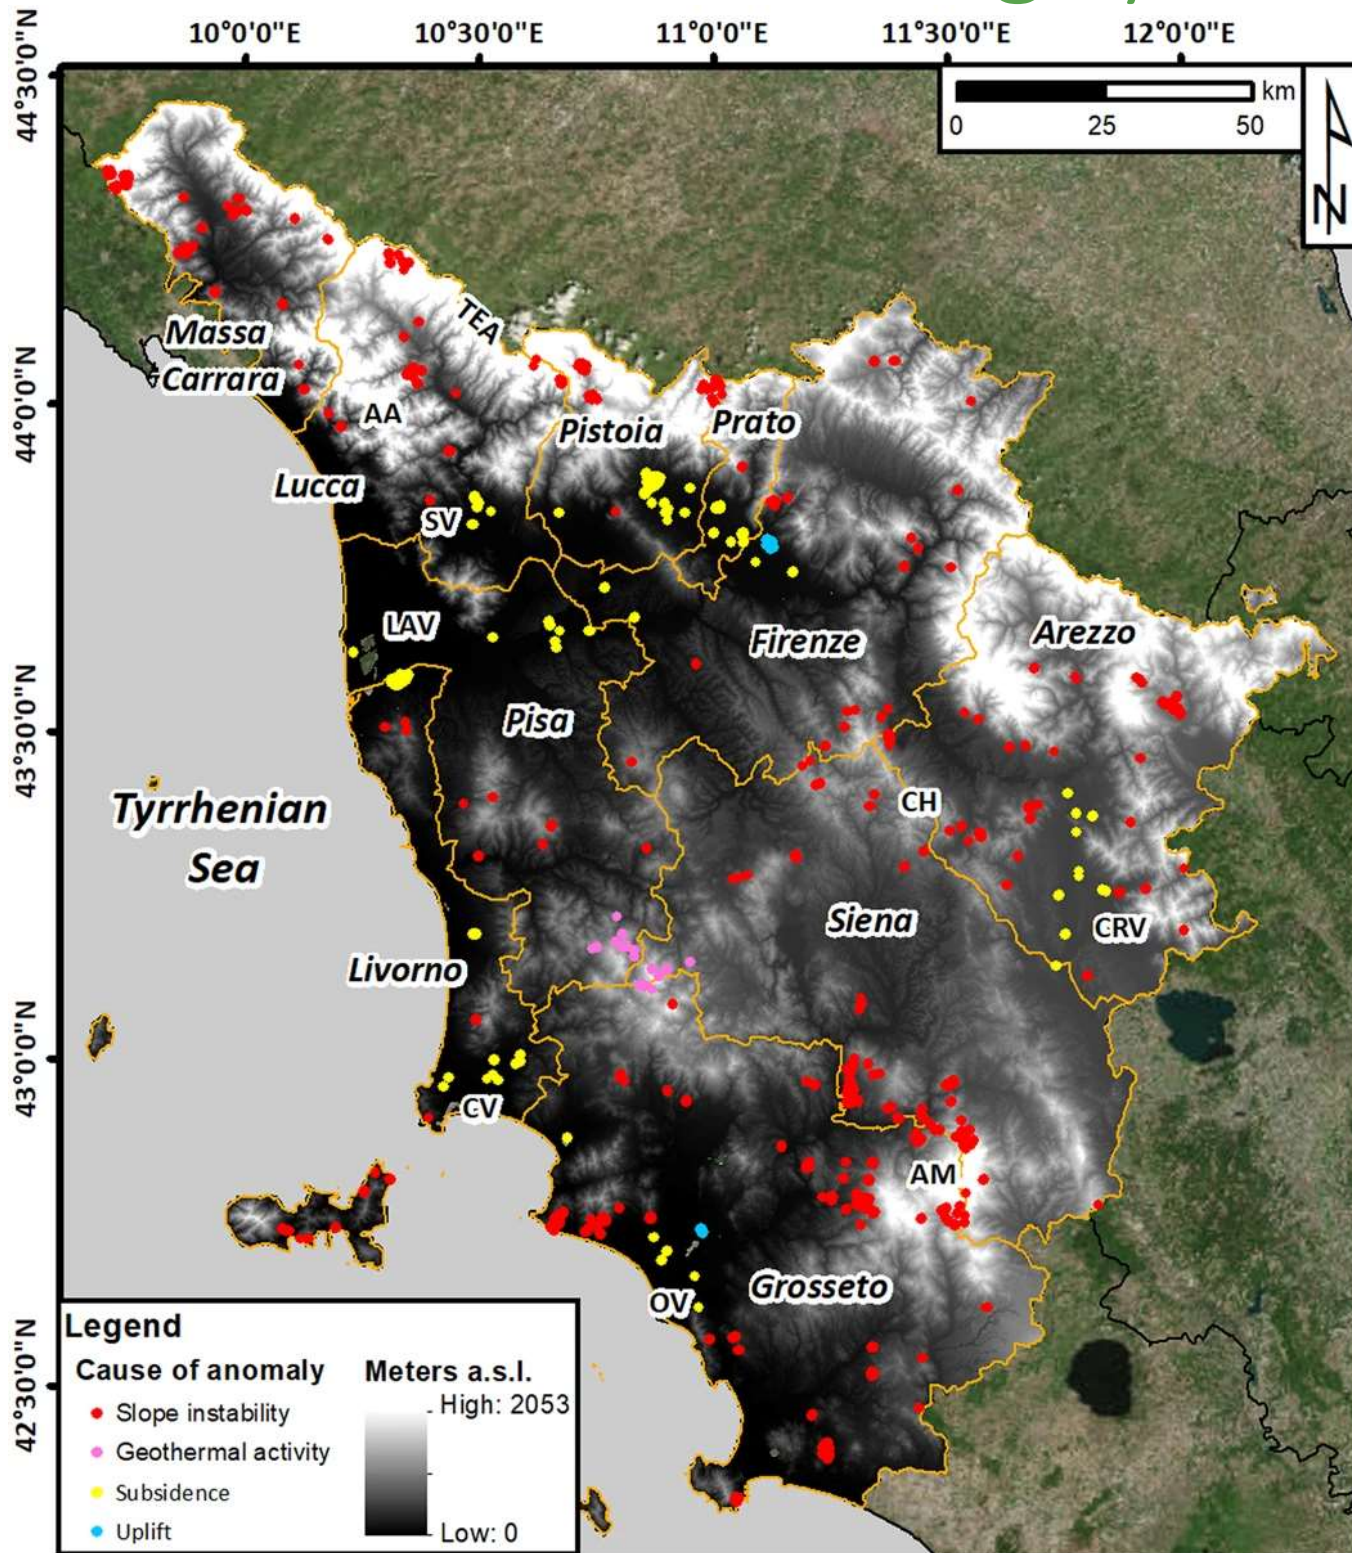 10°0'0"E 10°30'0"E 11°0'0"E 11°30'0"E 12°0'0"E
44°30'0"N
km
0 25 50
N
Massa
Carrara
TEA
AA
Pistoia
Prato
44°0'0"N
Lucca
SV
LAV
Firenze
Arezzo
43°30'0"N
Pisa
Tyrrhenian
Sea
CH
Siena
CRV
Livorno
43°0'0"N
CV
AM
Grosseto
OV
42°30'0"N
Legend
Cause of anomaly
Slope instability
Geothermal activity
Subsidence
Uplift
Meters a.s.l.
High: 2053
Low: 0